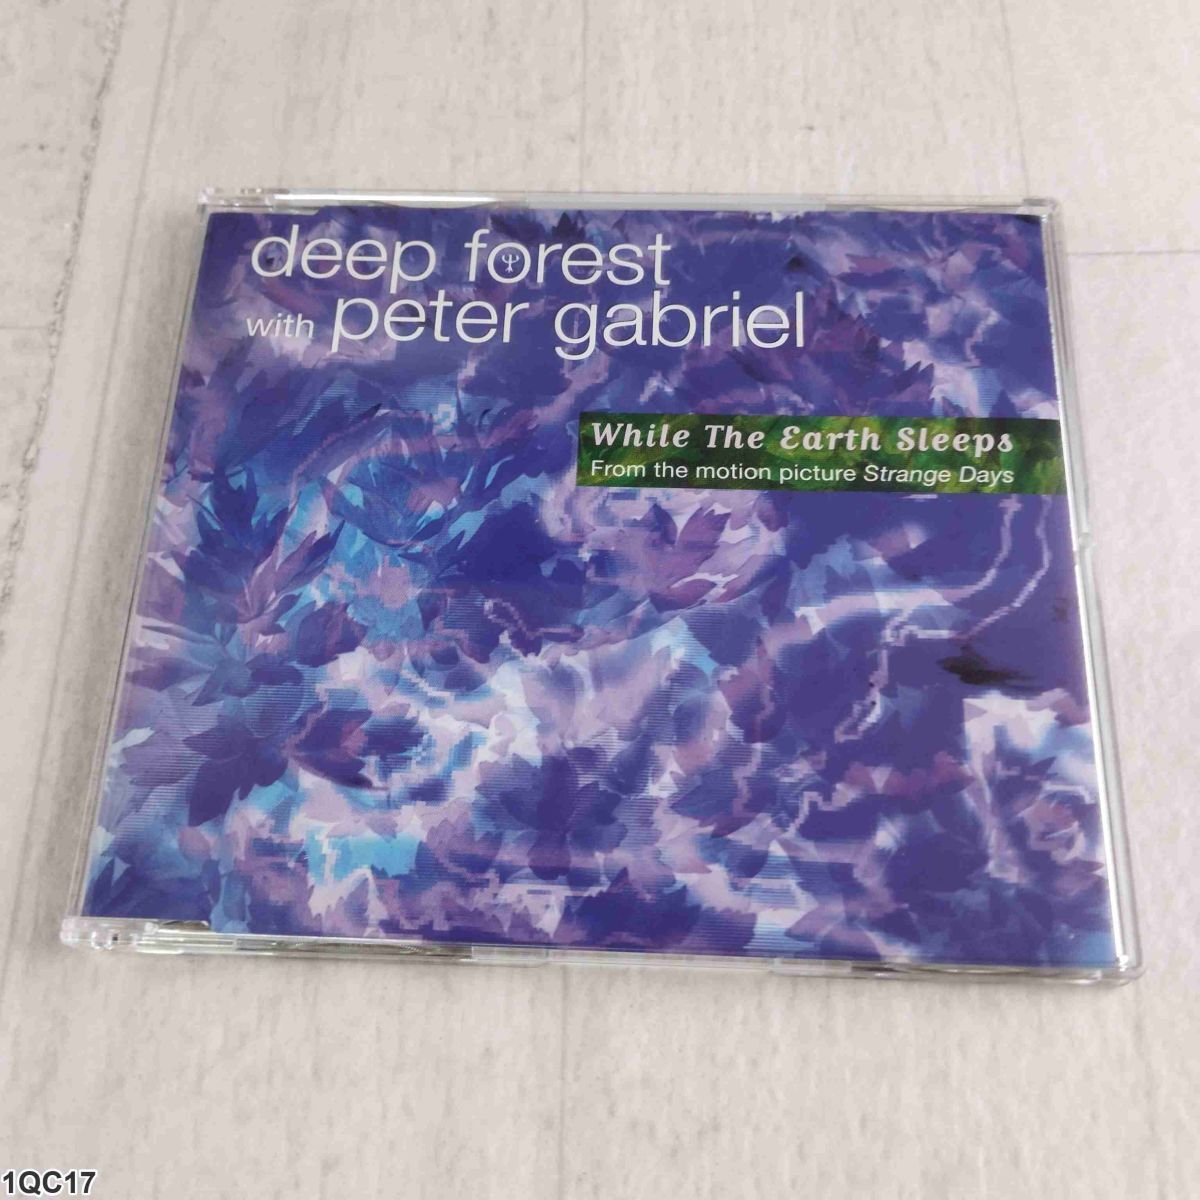 deep forest
with peter gabriel
While The Earth Sleeps
From the motion picture Strange Days
1QC17